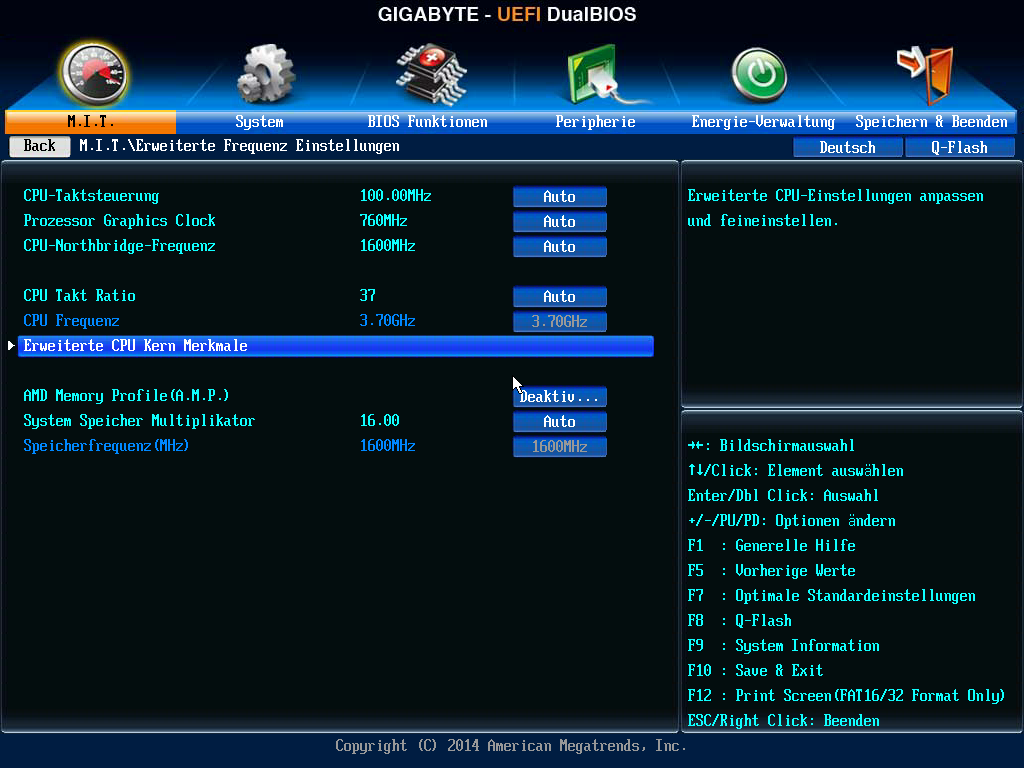 GIGABYTE - UEFI DualBIOS
M.I.T. System BIOS Funktionen Peripherie Energie-Verwaltung Speichern & Beenden
Back M.I.T.\Erweiterte Frequenz Einstellungen Deutsch Q-Flash
CPU-Taktsteuerung 100.00MHz Auto
Prozessor Graphics Clock 760MHz Auto
CPU-Northbridge-Frequenz 1600MHz Auto
CPU Takt Ratio 37 Auto
CPU Frequenz 3.70GHz 3.70GHz
Erweiterte CPU Kern Merkmale
AMD Memory Profile(A.M.P.) Deaktiv...
System Speicher Multiplikator 16.00 Auto
Speicherfrequenz(MHz) 1600MHz 1600MHz
Erweiterte CPU-Einstellungen anpassen
und feineinstellen.
→←: Bildschirmauswahl
↑↓/Click: Element auswählen
Enter/Dbl Click: Auswahl
+/-/PU/PD: Optionen ändern
F1 : Generelle Hilfe
F5 : Vorherige Werte
F7 : Optimale Standardeinstellungen
F8 : Q-Flash
F9 : System Information
F10 : Save & Exit
F12 : Print Screen(FAT16/32 Format Only)
ESC/Right Click: Beenden
Copyright (C) 2014 American Megatrends, Inc.